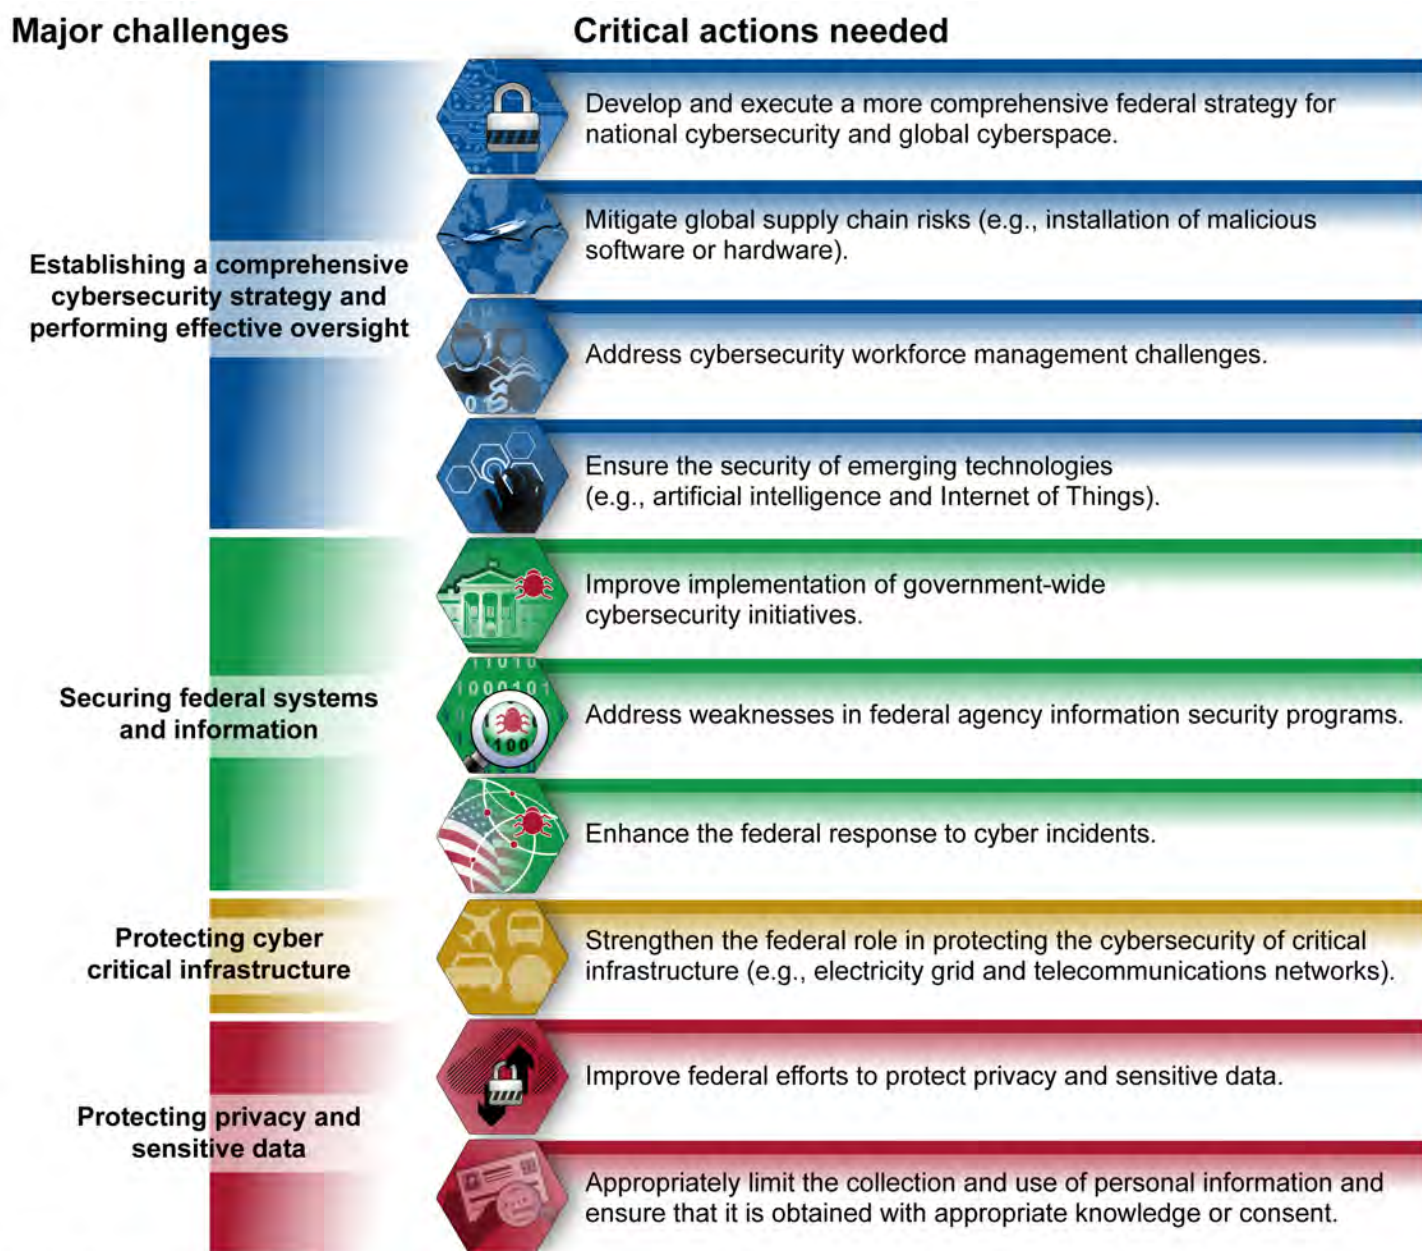 Major challenges
Critical actions needed
Establishing a comprehensive
cybersecurity strategy and
performing effective oversight
Develop and execute a more comprehensive federal strategy for
national cybersecurity and global cyberspace.
Mitigate global supply chain risks (e.g., installation of malicious
software or hardware).
Address cybersecurity workforce management challenges.
Ensure the security of emerging technologies
(e.g., artificial intelligence and Internet of Things).
Securing federal systems
and information
Improve implementation of government-wide
cybersecurity initiatives.
11010
1000101
100
Address weaknesses in federal agency information security programs.
Enhance the federal response to cyber incidents.
Protecting cyber
critical infrastructure
Strengthen the federal role in protecting the cybersecurity of critical
infrastructure (e.g., electricity grid and telecommunications networks).
Protecting privacy and
sensitive data
Improve federal efforts to protect privacy and sensitive data.
Appropriately limit the collection and use of personal information and
ensure that it is obtained with appropriate knowledge or consent.